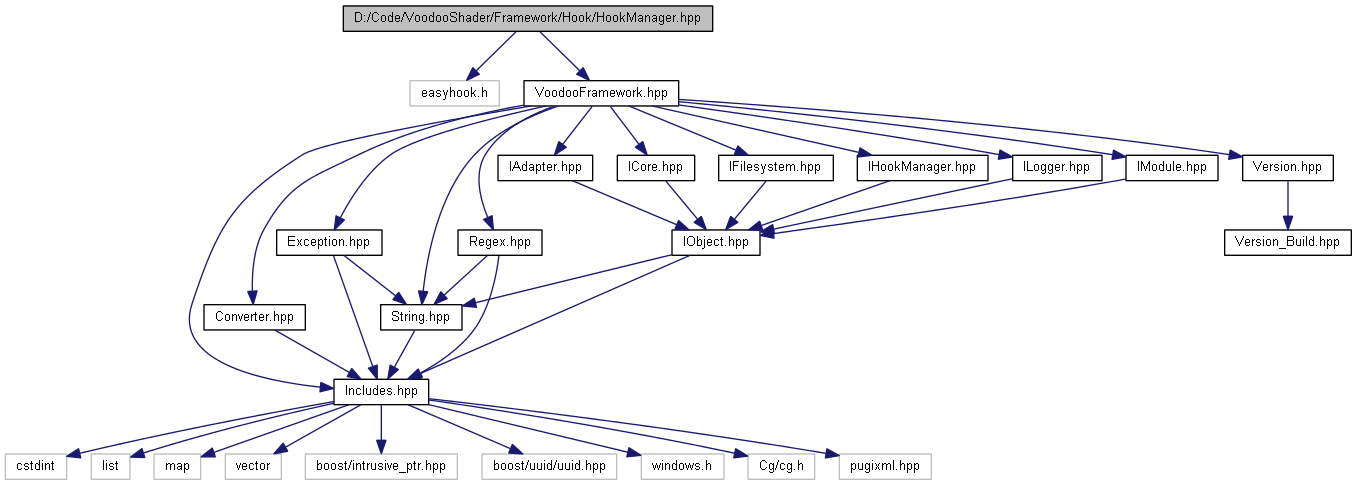 D:/Code/VoodooShader/Framework/Hook/HookManager.hpp
easyhook.h
VoodooFramework.hpp
IAdapter.hpp
ICore.hpp
IFilesystem.hpp
IHookManager.hpp
ILogger.hpp
IModule.hpp
Version.hpp
Exception.hpp
Regex.hpp
IObject.hpp
Version_Build.hpp
Converter.hpp
String.hpp
Includes.hpp
cstdint
list
map
vector
boost/intrusive_ptr.hpp
boost/uuid/uuid.hpp
windows.h
Cg/cg.h
pugixml.hpp